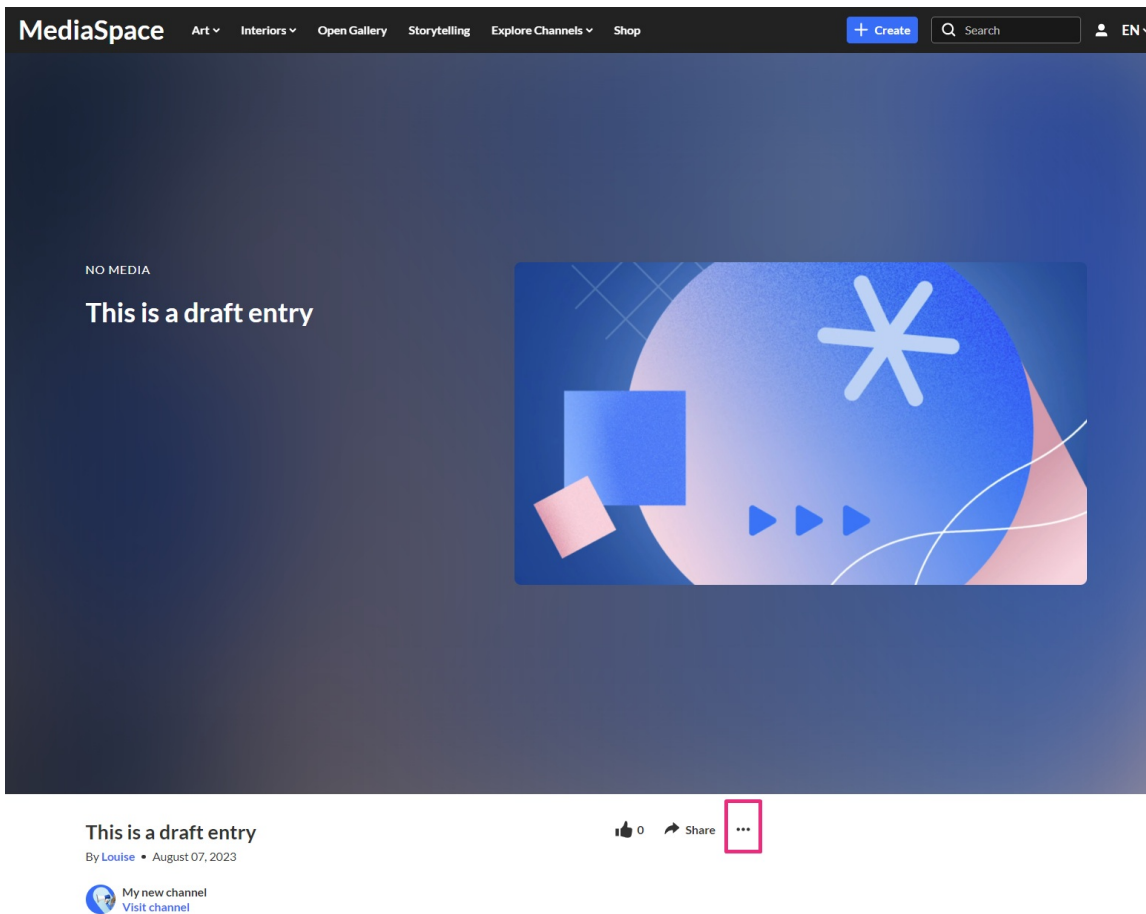 MediaSpace Art Interiors Open Gallery Storytelling Explore Channels Shop + Create Search EN
NO MEDIA
This is a draft entry
This is a draft entry
0 Share ...
By Louise • August 07, 2023
My new channel
Visit channel